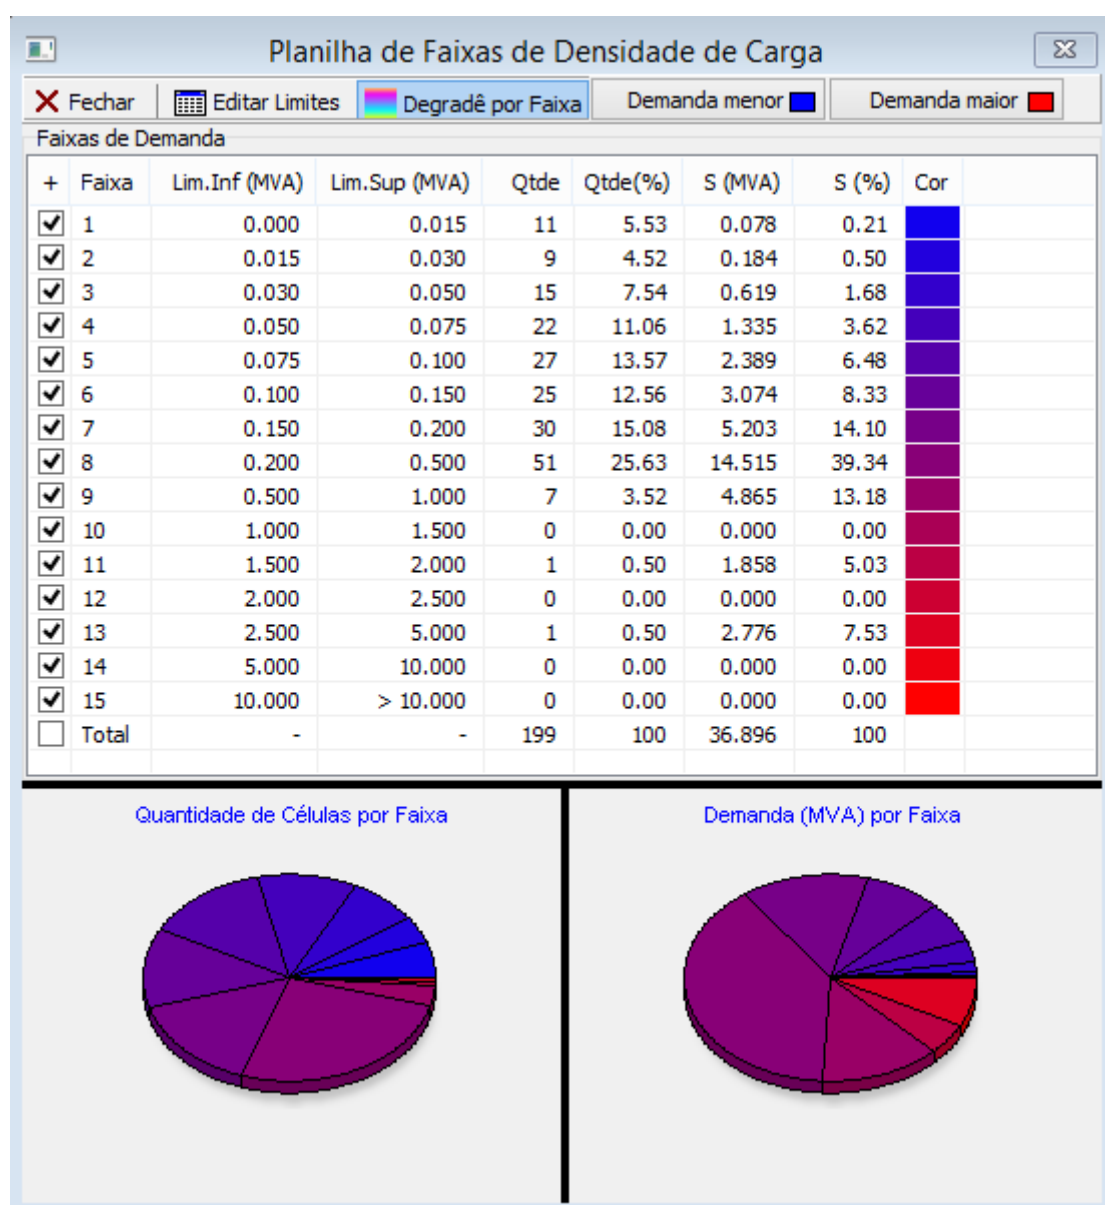 Planilha de Faixas de Densidade de Carga
Fechar Editar Limites Degradê por Faixa Demanda menor Demanda maior
Faixas de Demanda
+ Faixa Lim.Inf (MVA) Lim.Sup (MVA) Qtde Qtde(%) S (MVA) S (%) Cor
1 0.000 0.015 11 5.53 0.078 0.21
2 0.015 0.030 9 4.52 0.184 0.50
3 0.030 0.050 15 7.54 0.619 1.68
4 0.050 0.075 22 11.06 1.335 3.62
5 0.075 0.100 27 13.57 2.389 6.48
6 0.100 0.150 25 12.56 3.074 8.33
7 0.150 0.200 30 15.08 5.203 14.10
8 0.200 0.500 51 25.63 14.515 39.34
9 0.500 1.000 7 3.52 4.865 13.18
10 1.000 1.500 0 0.00 0.000 0.00
11 1.500 2.000 1 0.50 1.858 5.03
12 2.000 2.500 0 0.00 0.000 0.00
13 2.500 5.000 1 0.50 2.776 7.53
14 5.000 10.000 0 0.00 0.000 0.00
15 10.000 > 10.000 0 0.00 0.000 0.00
Total - - 199 100 36.896 100
Quantidade de Células por Faixa
Demanda (MVA) por Faixa